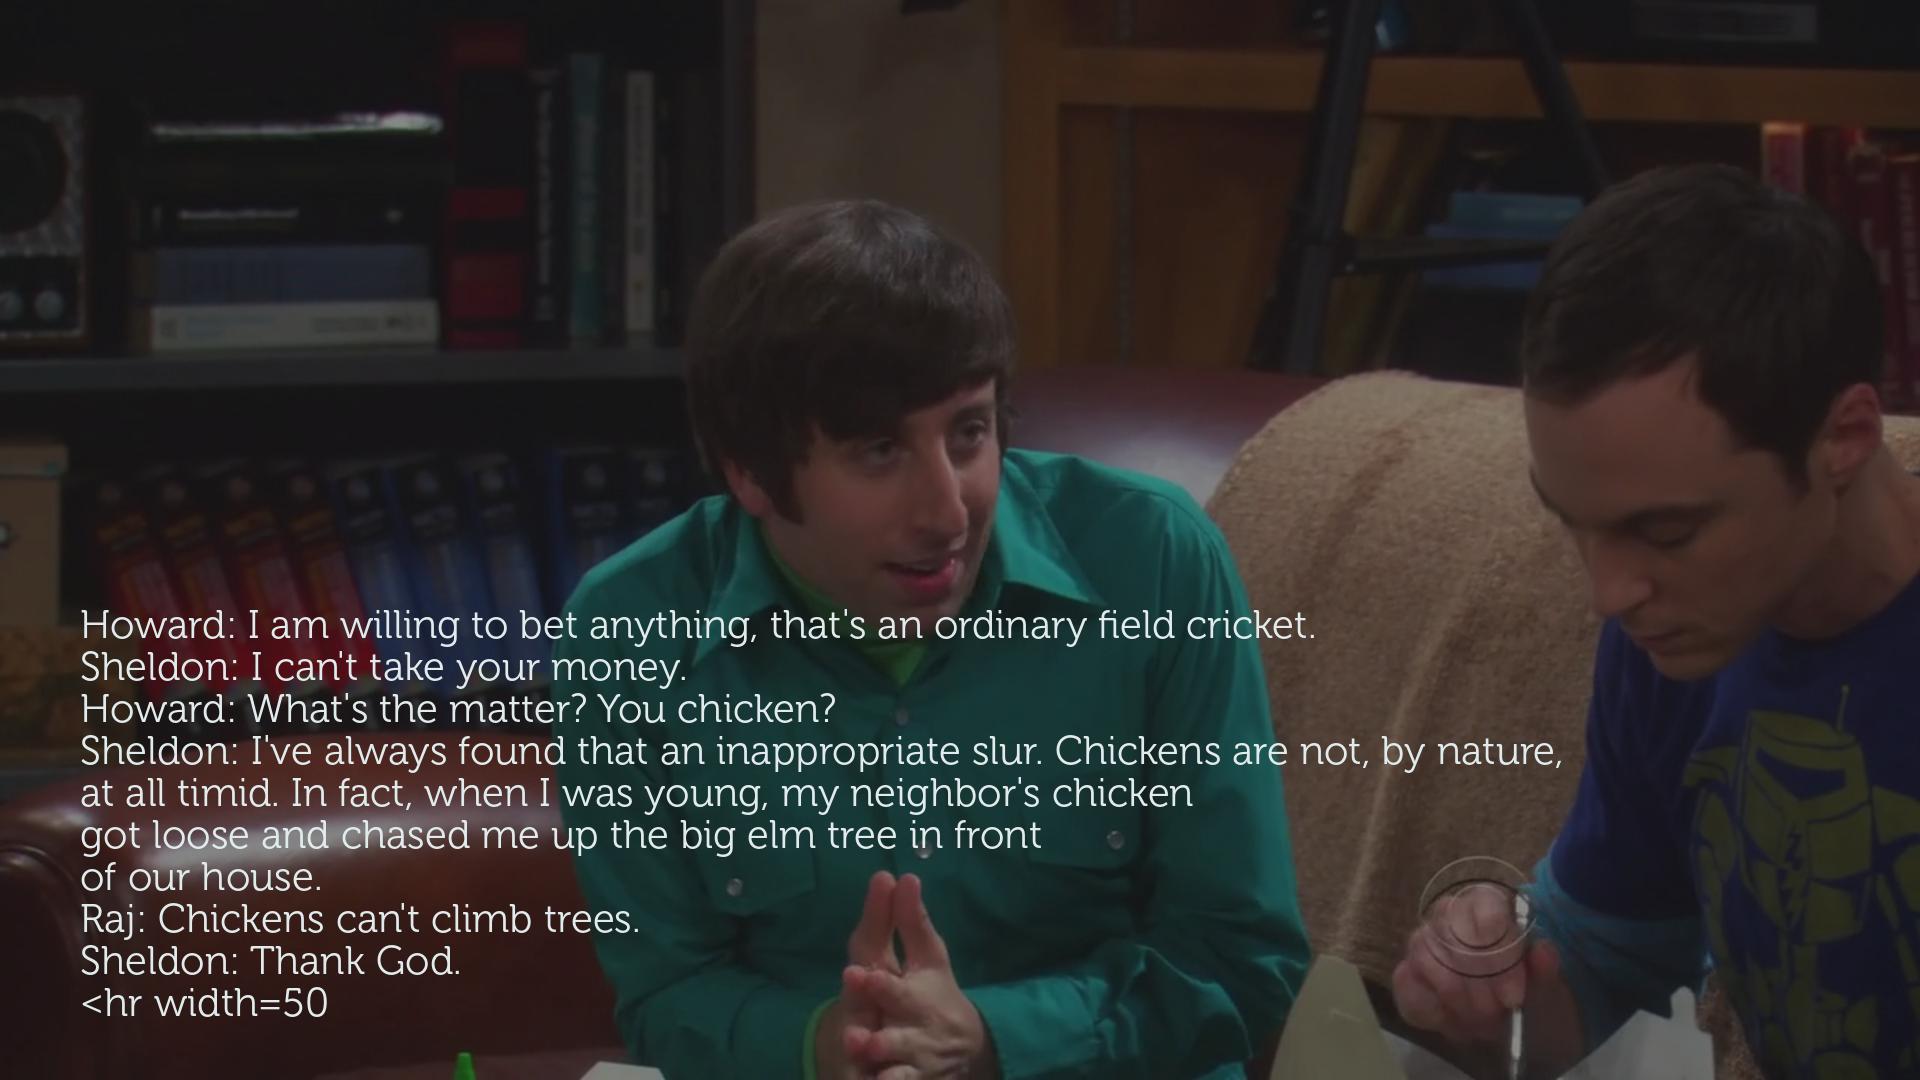 Howard: I am willing to bet anything, that's an ordinary field cricket.
Sheldon: I can't take your money.
Howard: What's the matter? You chicken?
Sheldon: I've always found that an inappropriate slur. Chickens are not, by nature,
at all timid. In fact, when I was young, my neighbor's chicken
got loose and chased me up the big elm tree in front
of our house.
Raj: Chickens can't climb trees.
Sheldon: Thank God.
<hr width=50